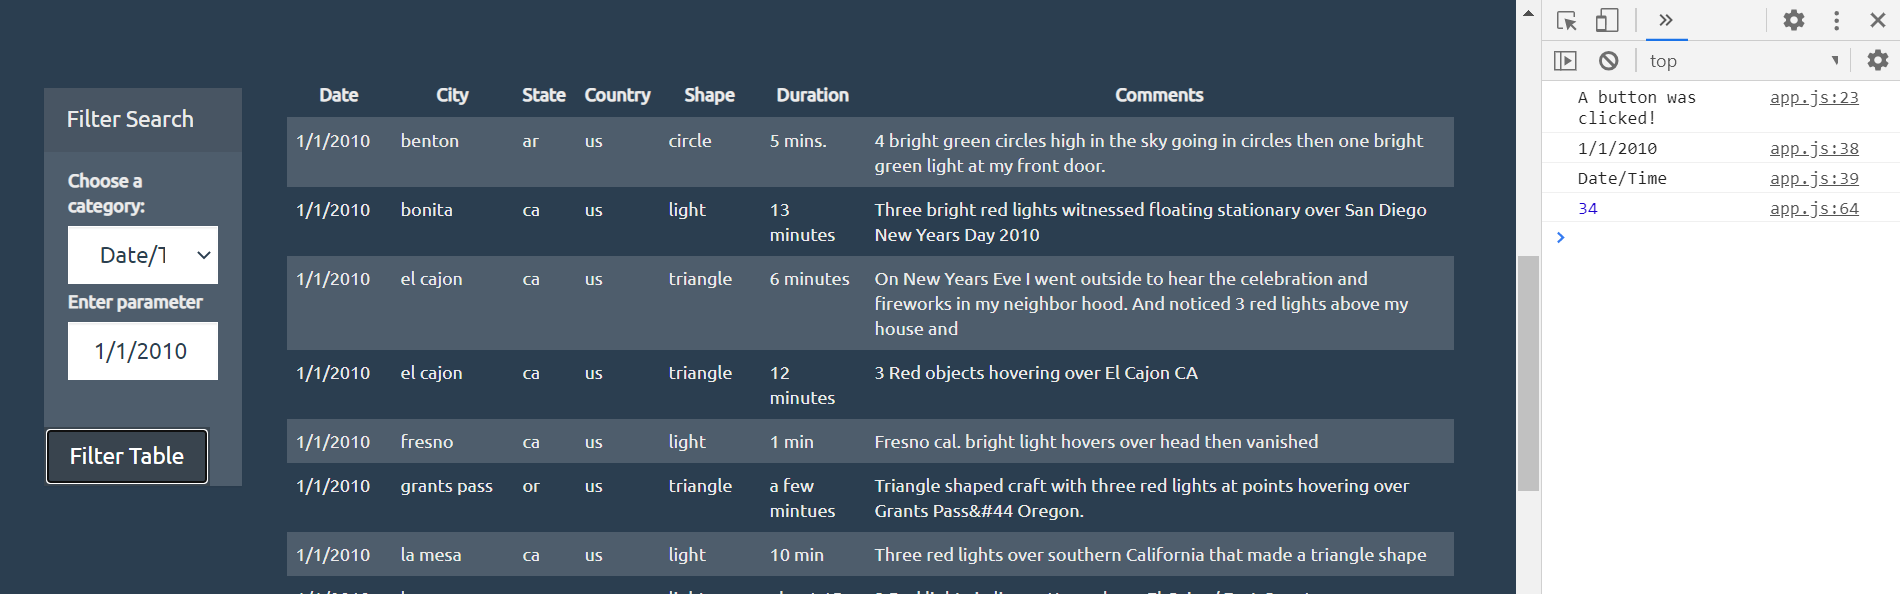 Filter Search
Choose a
category:
Date/T
Enter parameter
1/1/2010
Filter Table
Date City State Country Shape Duration Comments
1/1/2010 benton ar us circle 5 mins. 4 bright green circles high in the sky going in circles then one bright
green light at my front door.
1/1/2010 bonita ca us light 13 Three bright red lights witnessed floating stationary over San Diego
minutes New Years Day 2010
1/1/2010 el cajon ca us triangle 6 minutes On New Years Eve I went outside to hear the celebration and
fireworks in my neighbor hood. And noticed 3 red lights above my
house and
1/1/2010 el cajon ca us triangle 12 3 Red objects hovering over El Cajon CA
minutes
1/1/2010 fresno ca us light 1 min Fresno cal. bright light hovers over head then vanished
1/1/2010 grants pass or us triangle a few Triangle shaped craft with three red lights at points hovering over
mintues Grants Pass&#44 Oregon.
1/1/2010 la mesa ca us light 10 min Three red lights over southern California that made a triangle shape
top
A button was app.js:23
clicked!
1/1/2010 app.js:38
Date/Time app.js:39
34 app.js:64